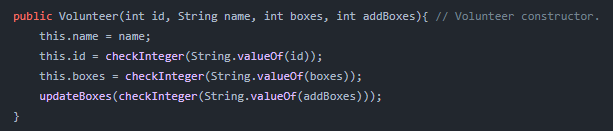 public Volunteer(int id, String name, int boxes, int addBoxes){ // Volunteer constructor.
    this.name = name;
    this.id = checkInteger(String.valueOf(id));
    this.boxes = checkInteger(String.valueOf(boxes));
    updateBoxes(checkInteger(String.valueOf(addBoxes)));
}